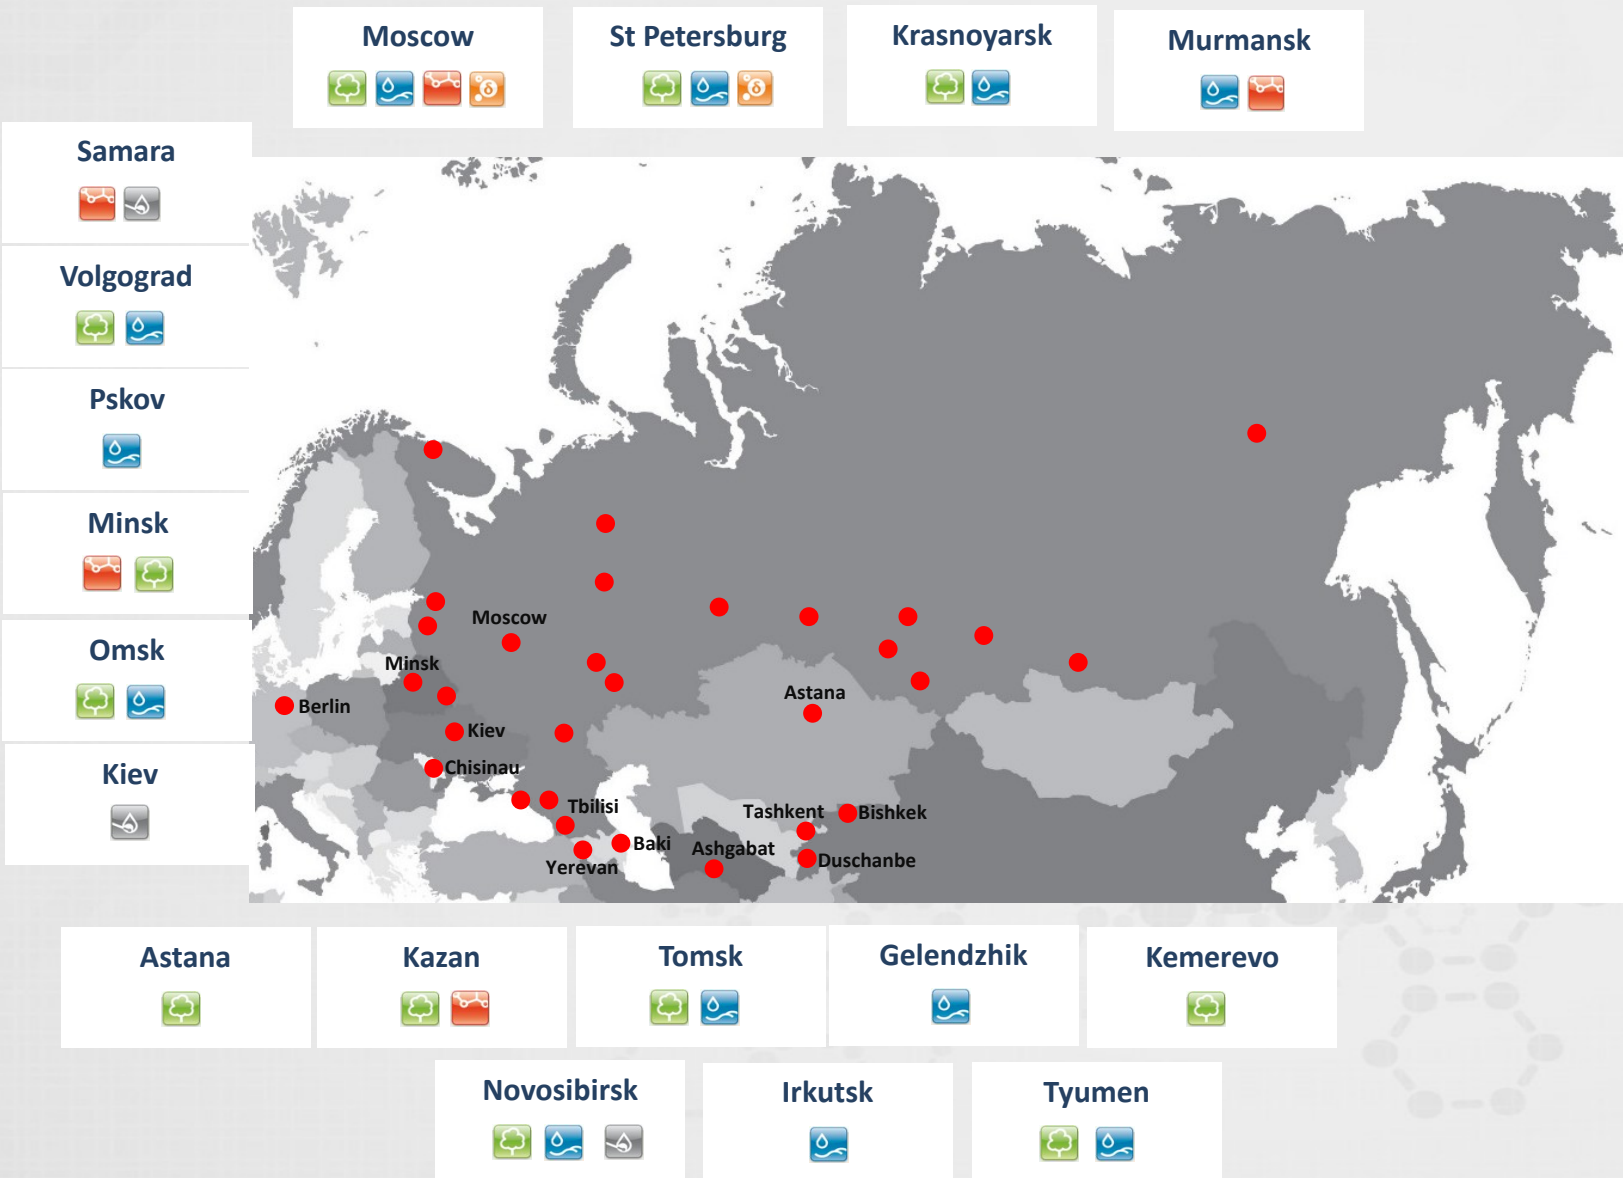 Moscow
St Petersburg
Krasnoyarsk
Murmansk
Samara
Volgograd
Pskov
Minsk
Omsk
Kiev
Moscow
Minsk
Berlin
Kiev
Chisinau
Astana
Tbilisi
Tashkent
Bishkek
Baki
Ashgabat
Duschanbe
Yerevan
Astana
Kazan
Tomsk
Gelendzhik
Kemerevo
Novosibirsk
Irkutsk
Tyumen